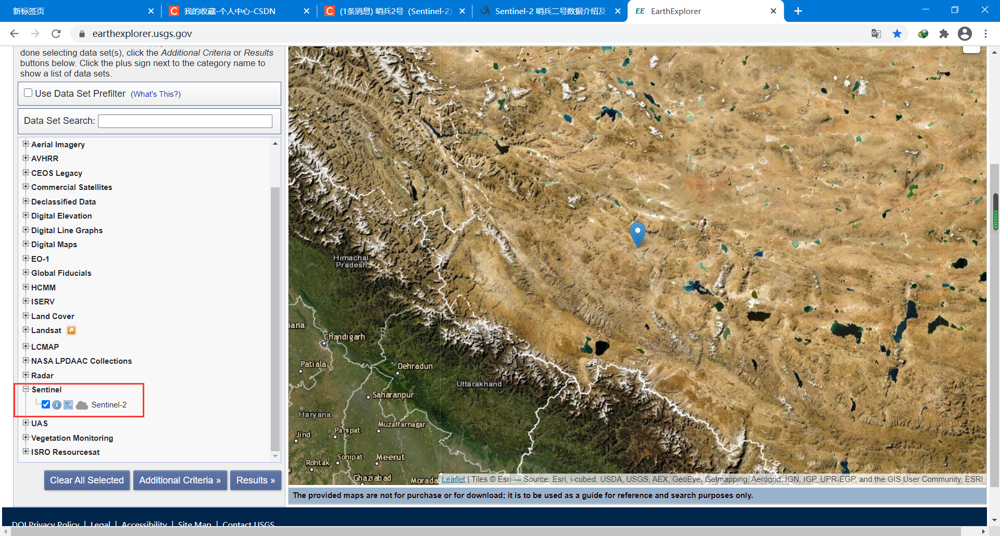 新标签页
我的收藏-个人中心-CSDN
(1条消息) 哨兵2号（Sentinel-2）
Sentinel-2 哨兵二号数据介绍及
EE EarthExplorer
earthexplorer.usgs.gov
done selecting data set(s), click the Additional Criteria or Results
buttons below. Click the plus sign next to the category name to
show a list of data sets.
Use Data Set Prefilter (What's This?)
Data Set Search:
Aerial Imagery
AVHRR
CEOS Legacy
Commercial Satellites
Declassified Data
Digital Elevation
Digital Line Graphs
Digital Maps
EO-1
Global Fiducials
HCMM
ISERV
Land Cover
Landsat
LCMAP
NASA LPDAAC Collections
Radar
Sentinel
Sentinel-2
UAS
Vegetation Monitoring
ISRO Resourcesat
Clear All Selected
Additional Criteria »
Results »
Himachal
Pradesh
iana
Chandigarh
Patiala
Dehradun
Uttarakhand
Saharanpur
Haryana
Muzaffarnagar
Jind
Panipat
Sonipat
Meerut
Rohtak
Ghaziabad
Morada
Leaflet | Tiles © Esri — Source: Esri, i-cubed, USDA, USGS, AEX, GeoEye, Getmapping, Aerogrid, IGN, IGP, UPR-EGP, and the GIS User Community, ESRI
The provided maps are not for purchase or for download; it is to be used as a guide for reference and search purposes only.
DOI Privacy Policy | Legal | Accessibility | Site Map | Contact USGS